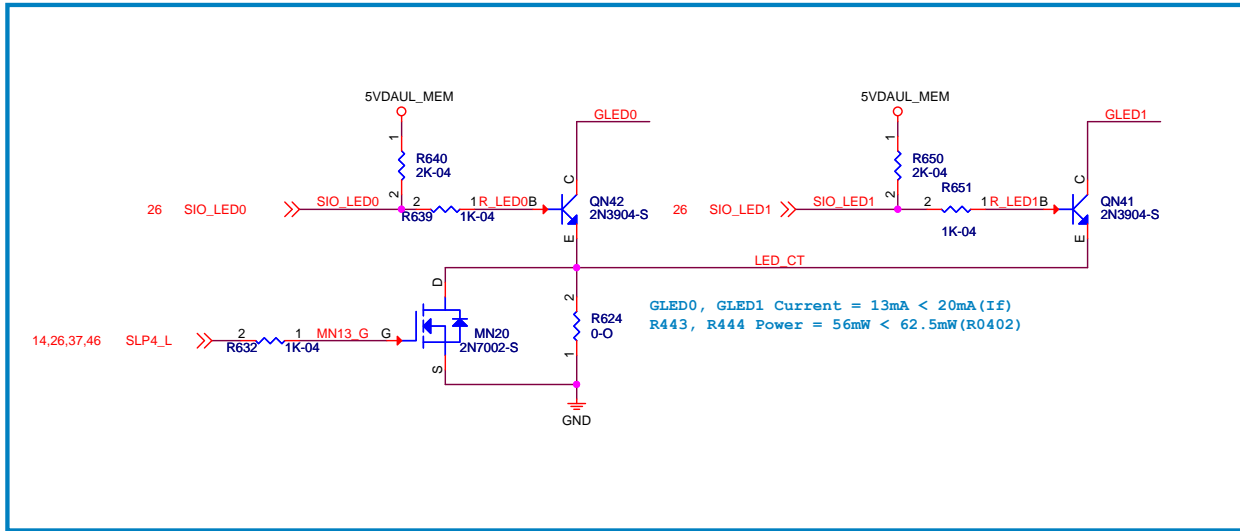 5VDAUL_MEM
5VDAUL_MEM
GLED0
GLED1
1
R640
2K-04
2
1
R650
2K-04
2
C
QN42
2N3904-S
C
QN41
2N3904-S
26 SIO_LED0 SIO_LED0 2 1 R_LED0 B
R639 1K-04
E
26 SIO_LED1 SIO_LED1 2 R651 1 R_LED1 B
1K-04
E
LED_CT
D
2
R624
0-O
1
GLED0, GLED1 Current = 13mA < 20mA(If)
R443, R444 Power = 56mW < 62.5mW(R0402)
14,26,37,46 SLP4_L 2 1 MN13_G G
R632 1K-04
MN20
2N7002-S
S
GND